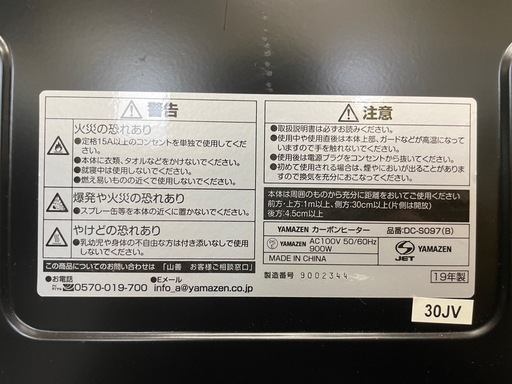 警告
火災の恐れあり
●定格15A以上のコンセントを単独で使用してください。
●本体に衣類、タオルなどをかけないでください。
●就寝中は使用しないでください。
●燃え易いものの近くで使用しないでください。
爆発や火災の恐れあり
●スプレー缶等を本体の近くに置かないでください。
やけどの恐れあり
●乳幼児や身体の不自由な方は付き添いなしで使用しないでください。
この商品についてのお問い合わせは「山善 お客様ご相談窓口」
●お電話
0570-019-700
●Eメール
info_a@yamazen.co.jp
注意
●取扱説明書は必ずお読みください。
●使用中や使用直後は本体上部、ガードなどが高温になっていますので手を触れないでください。
●使用後は電源プラグをコンセントから抜いてください。
●初めて使用される場合は、煙やにおいが出ることがありますので換気を充分におこなってください。
本体は周囲のものから充分に距離をおいてご使用ください
前方・上方:1m以上, 側方:30cm以上(片側は開放)
後方:4.5cm以上
YAMAZEN カーボンヒーター
品番:DC-S097(B)
AC100V 50/60Hz
900W
MADE IN CHINA
JET
YAMAZEN
製造番号 9002344
19年製
30JV